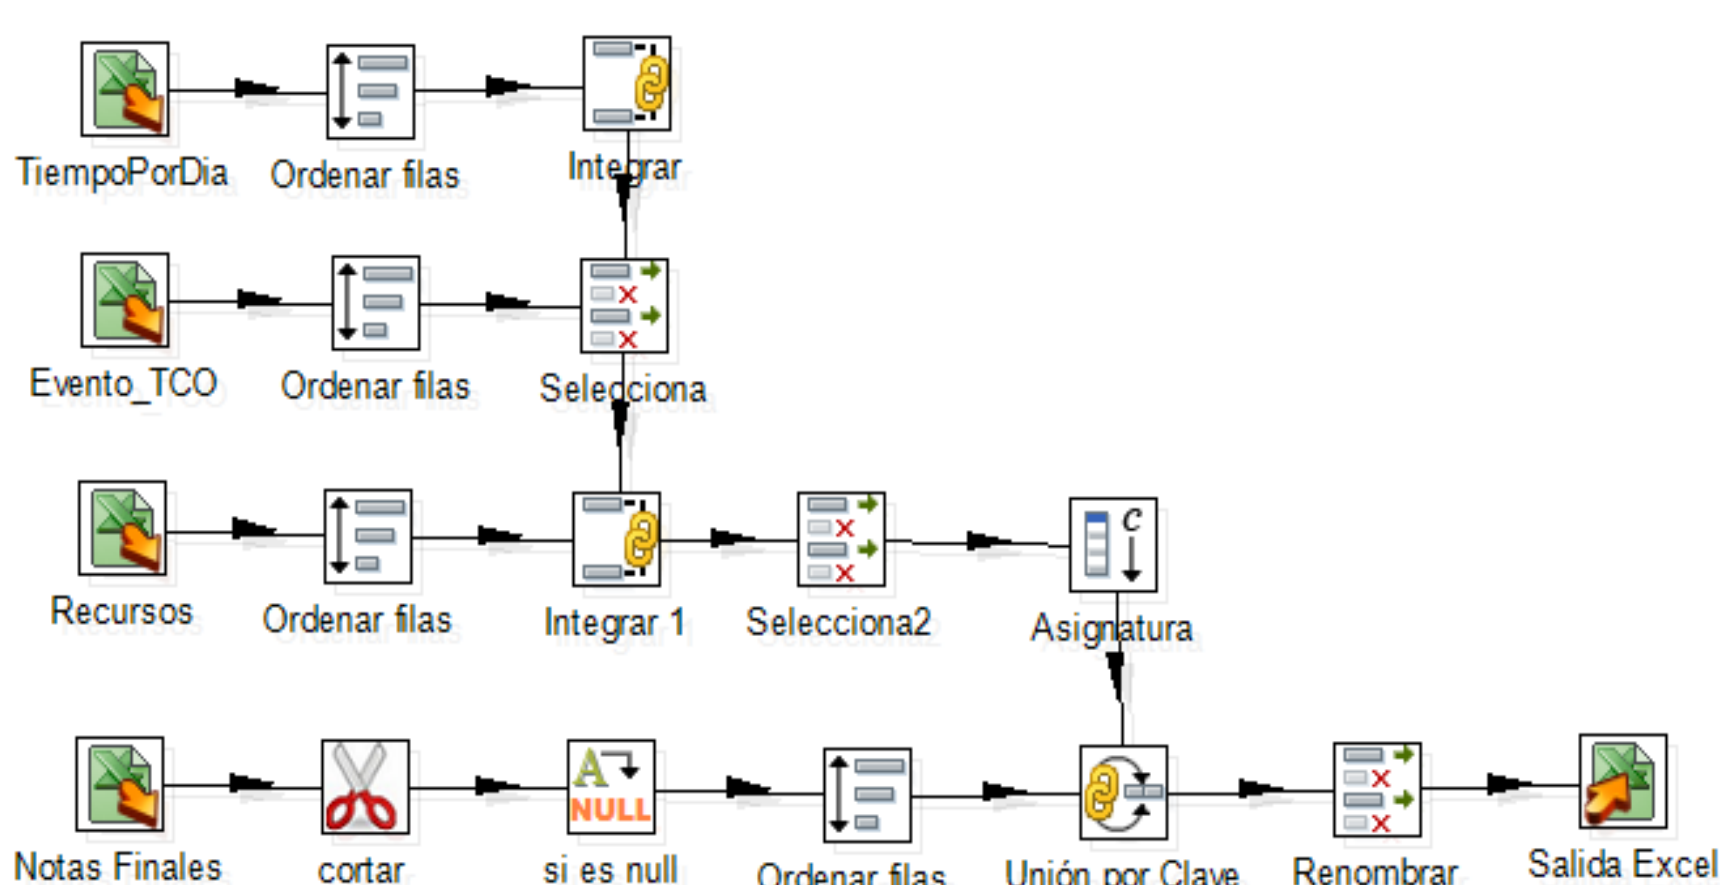 TiempoPorDia
Ordenar filas
Integrar
Evento_TCO
Ordenar filas
Selecciona
C
Recursos
Ordenar filas
Integrar 1
Selecciona2
Asignatura
A
NULL
Notas Finales
cortar
si es null
Ordenar filas
Unión por Clave
Renombrar
Salida Excel